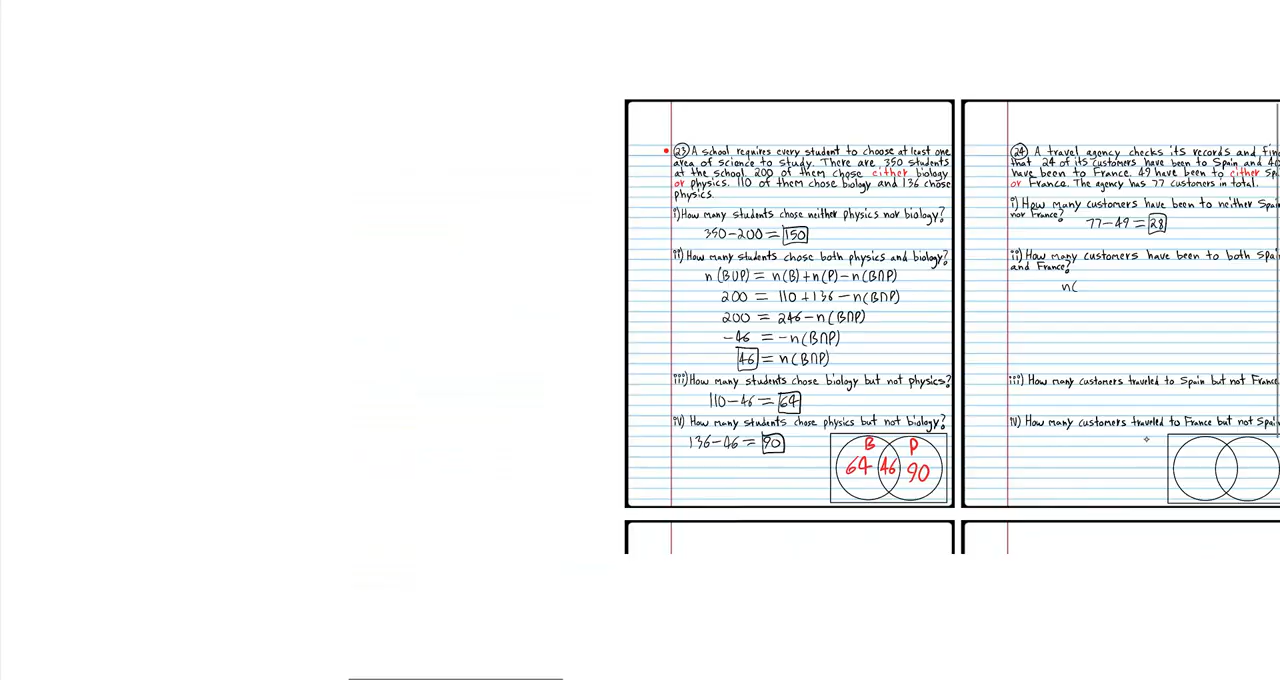 23) A school requires every student to choose at least one
area of science to study. There are 350 students
at the school. 200 of them chose either biology
or physics. 110 of them chose biology and 136 chose
physics.
i) How many students chose neither physics nor biology?
350-200 = 150
ii) How many students chose both physics and biology?
n(B∪P) = n(B)+n(P)-n(B∩P)
200 = 110+136-n(B∩P)
200 = 246-n(B∩P)
-46 = -n(B∩P)
46 = n(B∩P)
iii) How many students chose biology but not physics?
110-46 = 64
iv) How many students chose physics but not biology?
136-46 = 90
B P
64 46 90
24) A travel agency checks its records and fin
that 24 of its customers have been to Spain and 40
have been to France. 49 have been to either Sp
or France. The agency has 77 customers in total.
i) How many customers have been to neither Spai
nor France?
77-49 = 28
ii) How many customers have been to both Spai
and France?
n(
iii) How many customers traveled to Spain but not France
iv) How many customers traveled to France but not Spai